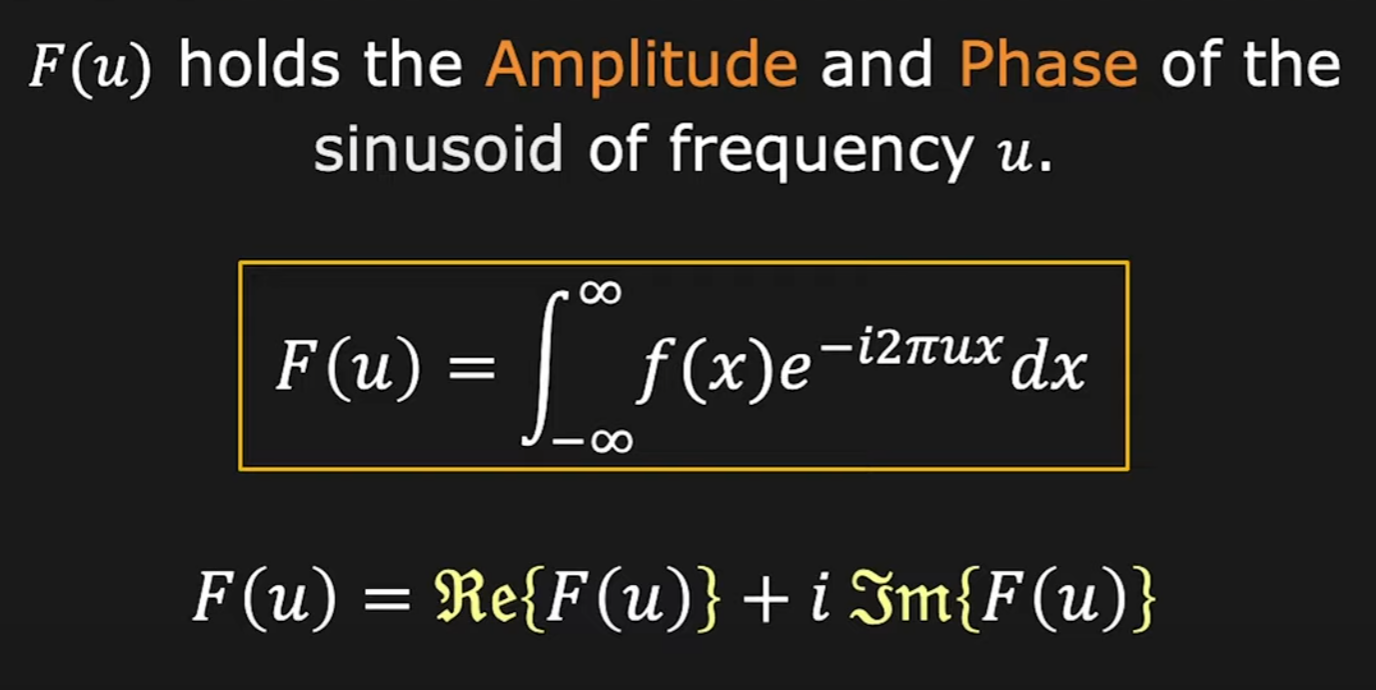 F(u) holds the Amplitude and Phase of the
sinusoid of frequency u.
F(u) = ∫_{-∞}^{∞} f(x)e^{-i2πux} dx
F(u) = ℜe{F(u)} + i ℑm{F(u)}